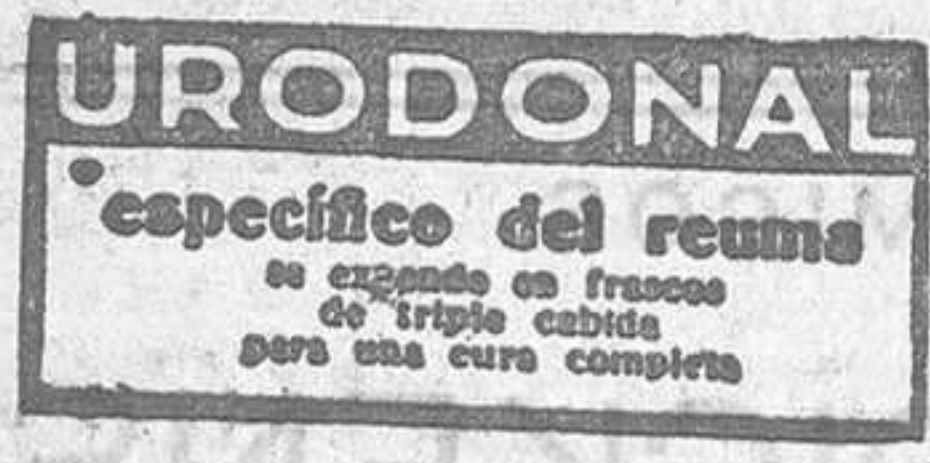 URODONAL
específico del reuma
se expende en frascos
de triple cabida
para una cura completa